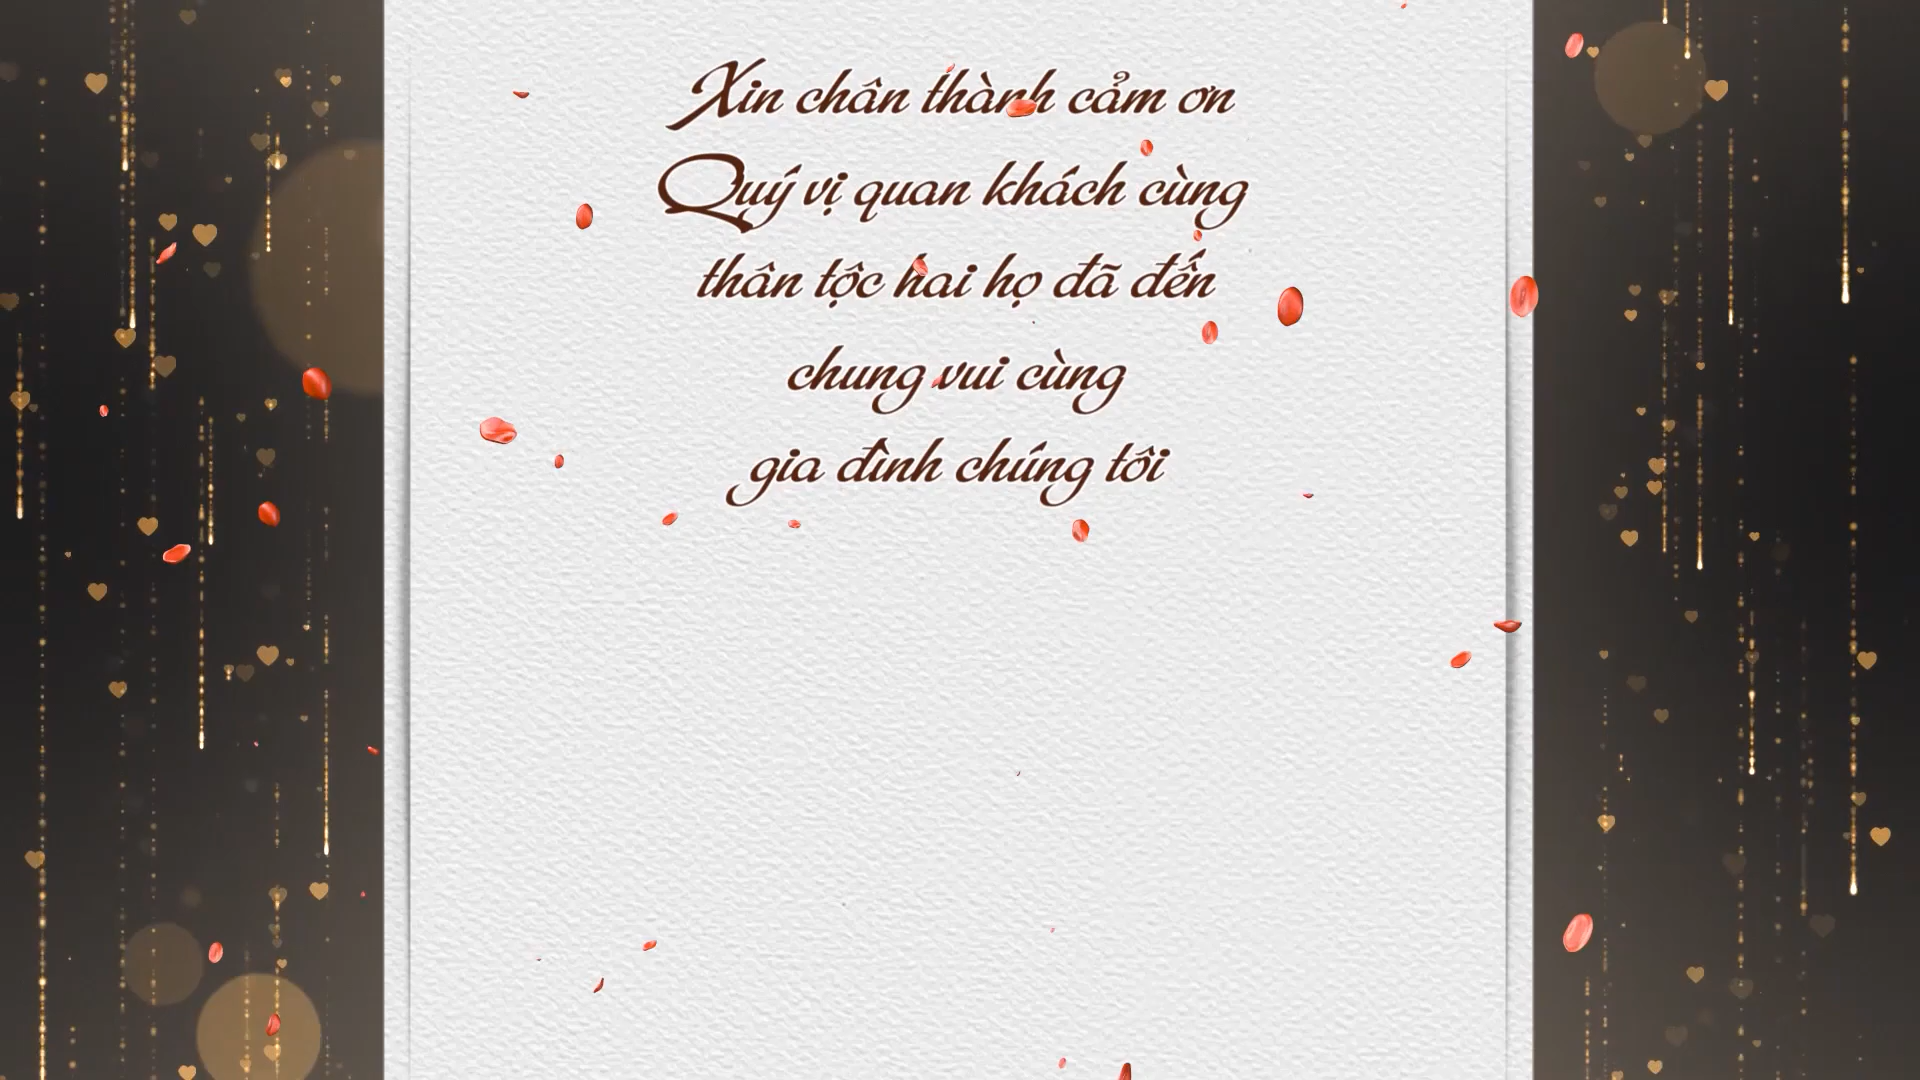 Xin chân thành cảm ơn
Quý vị quan khách cùng
thân tộc hai họ đã đến
chung vui cùng
gia đình chúng tôi